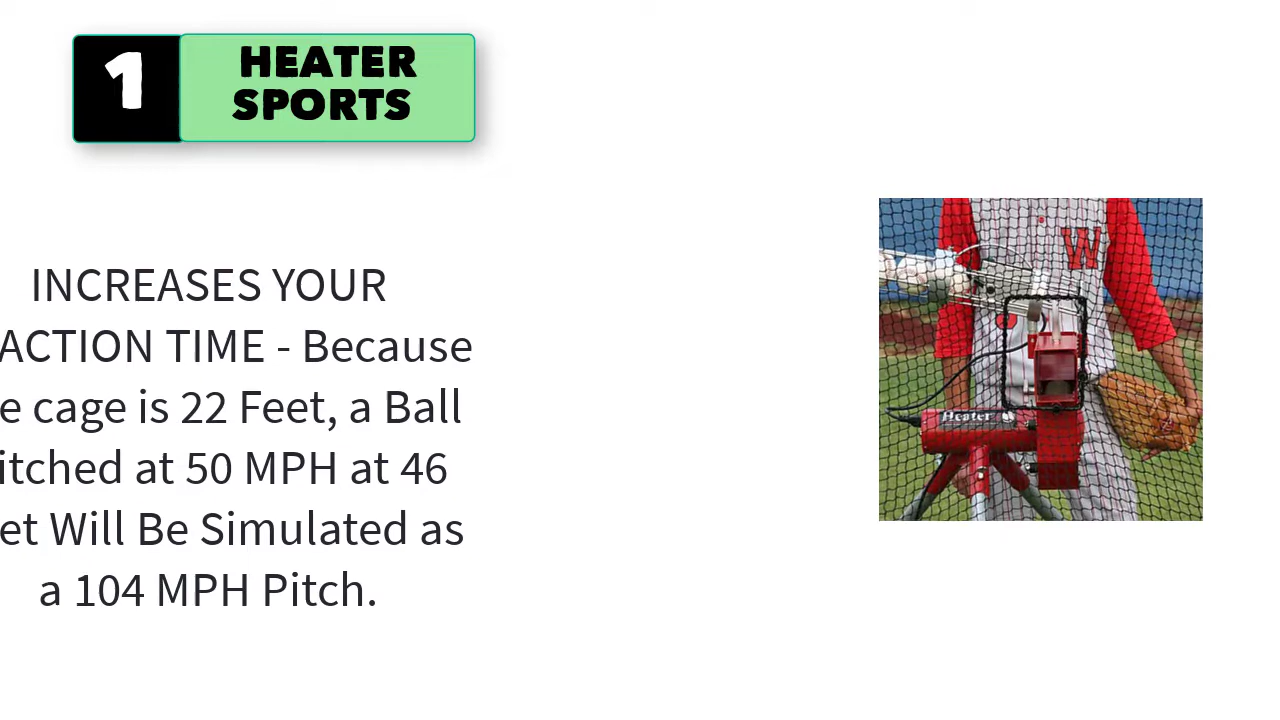 1
HEATER
SPORTS
INCREASES YOUR
ACTION TIME - Because
e cage is 22 Feet, a Ball
itched at 50 MPH at 46
et Will Be Simulated as
a 104 MPH Pitch.
W
Heater